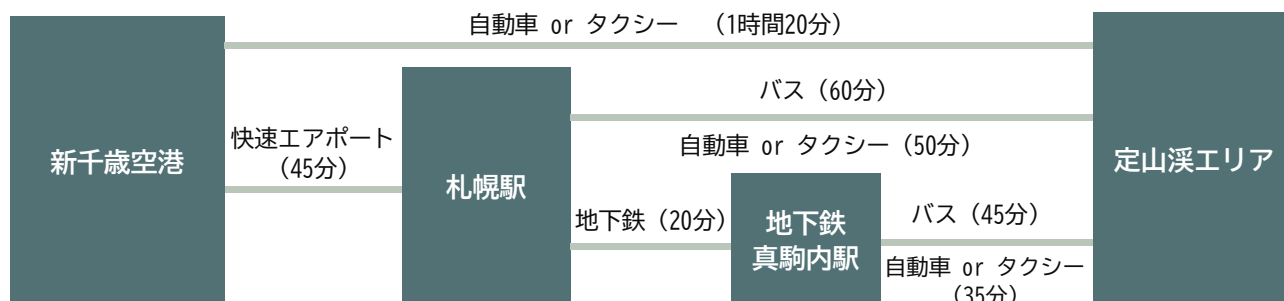 自動車 or タクシー （1時間20分）
バス（60分）
快速エアポート
（45分）
自動車 or タクシー（50分）
新千歳空港
札幌駅
定山渓エリア
地下鉄（20分）
地下鉄
真駒内駅
バス（45分）
自動車 or タクシー
（35分）